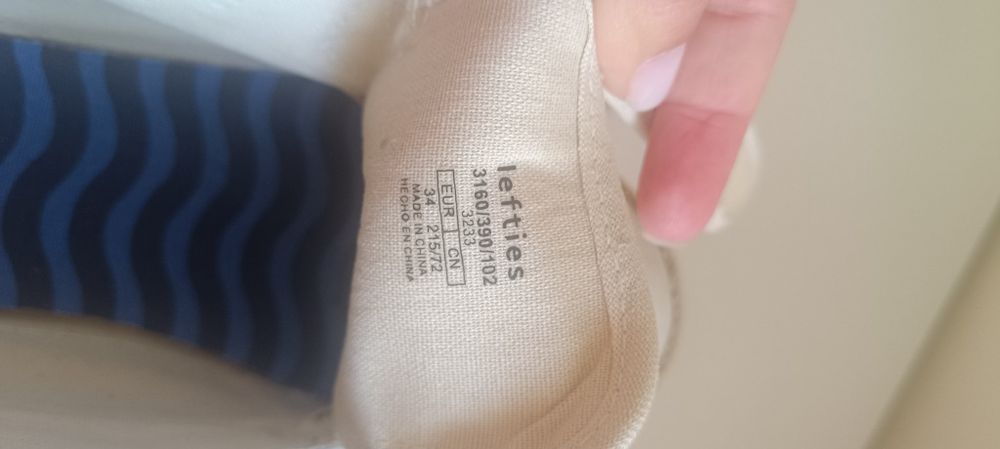 lefties
3160/390/102
3233
EUR CN
34 215/72
MADE IN CHINA
HECHO EN CHINA